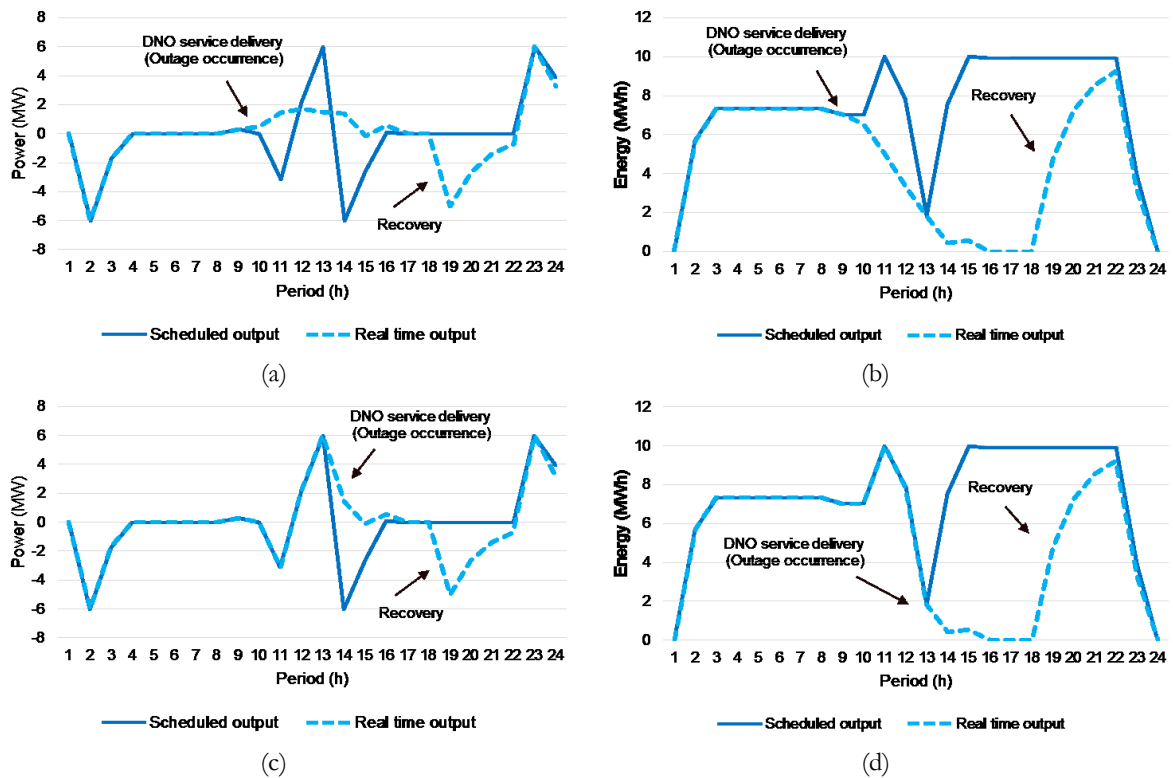 8
6
4
2
0
-2
-4
-6
-8
Power (MW)
DNO service delivery
(Outage occurrence)
Recovery
1 2 3 4 5 6 7 8 9 10 11 12 13 14 15 16 17 18 19 20 21 22 23 24
Period (h)
Scheduled output Real time output
(a)
12
10
8
6
4
2
0
Energy (MWh)
DNO service delivery
(Outage occurrence)
Recovery
1 2 3 4 5 6 7 8 9 10 11 12 13 14 15 16 17 18 19 20 21 22 23 24
Period (h)
Scheduled output Real time output
(b)
8
6
4
2
0
-2
-4
-6
-8
Power (MW)
DNO service delivery
(Outage occurrence)
Recovery
1 2 3 4 5 6 7 8 9 10 11 12 13 14 15 16 17 18 19 20 21 22 23 24
Period (h)
Scheduled output Real time output
(c)
12
10
8
6
4
2
0
Energy (MWh)
Recovery
DNO service delivery
(Outage occurrence)
1 2 3 4 5 6 7 8 9 10 11 12 13 14 15 16 17 18 19 20 21 22 23 24
Period (h)
Scheduled output Real time output
(d)